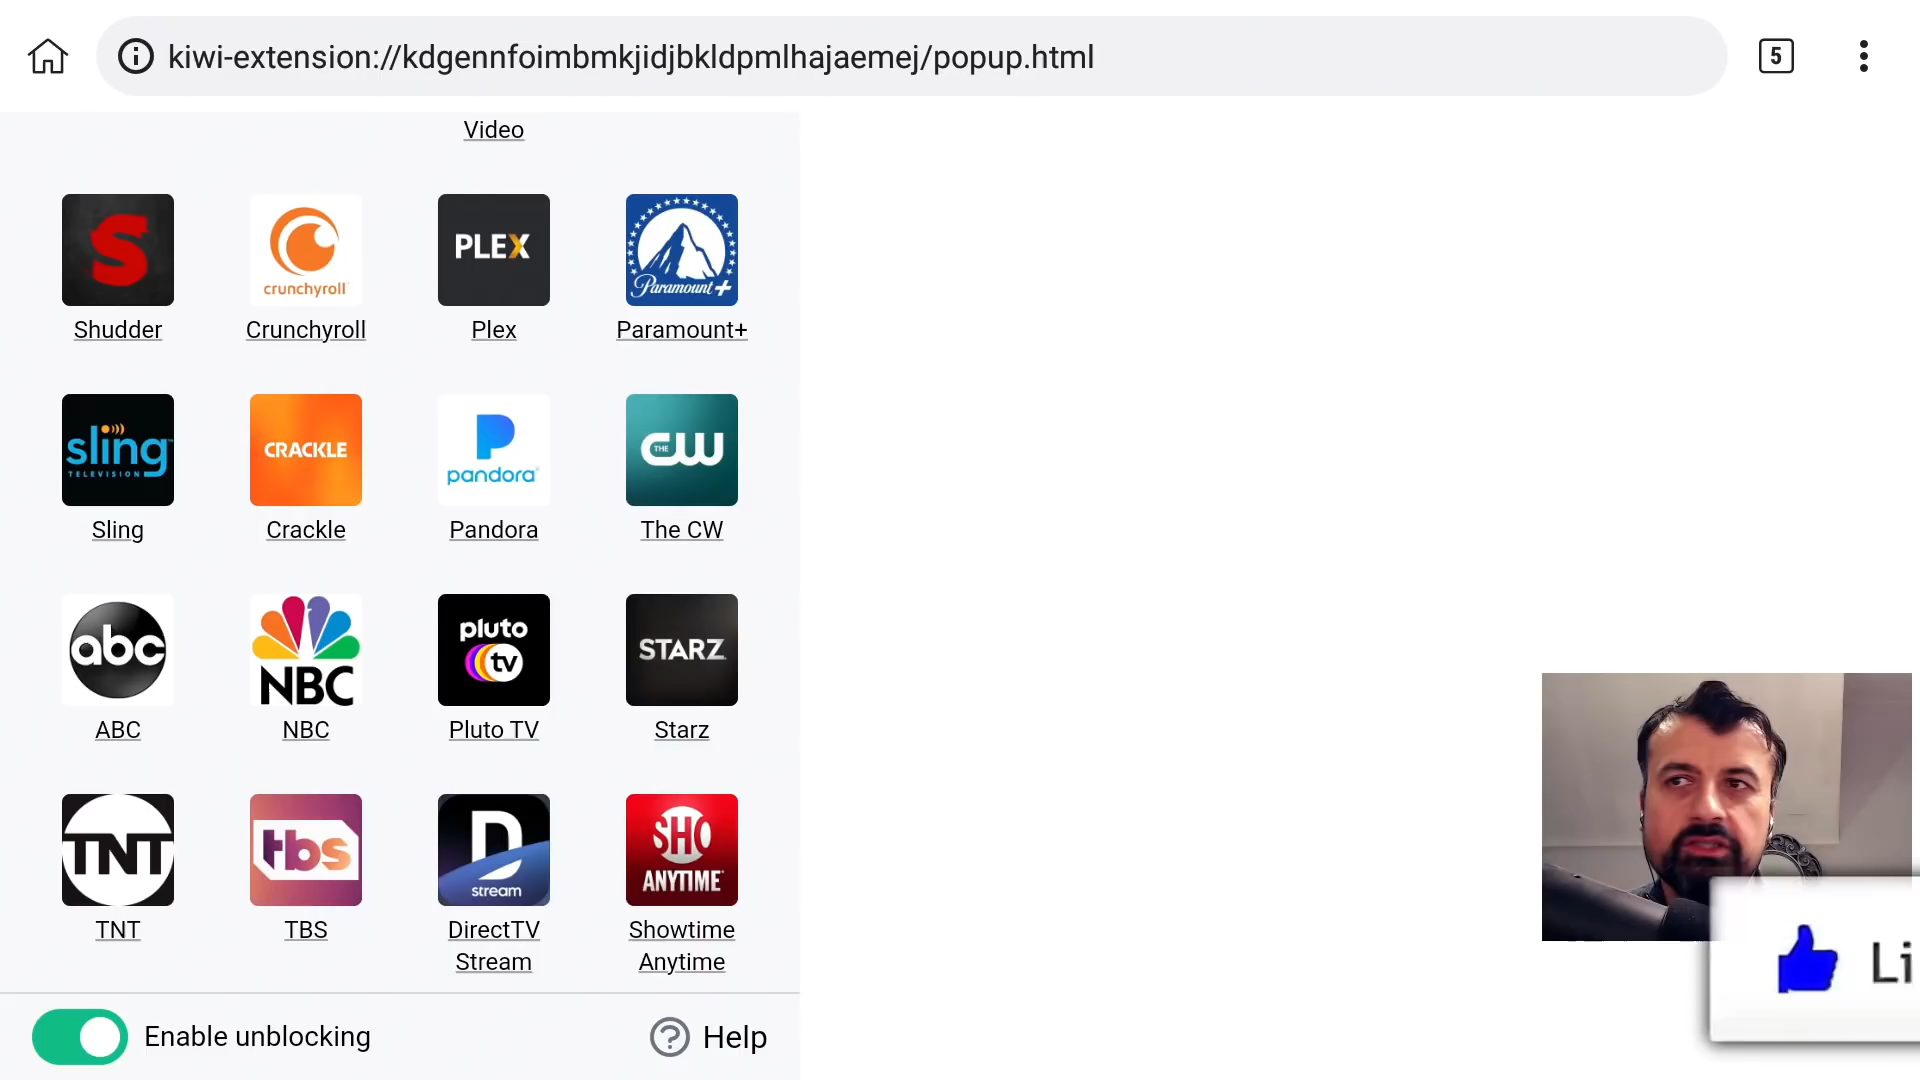 kiwi-extension://kdgennfoimbmkjidjbkldpmlhajaemej/popup.html
5
Video
S
crunchyroll
PLEX
Paramount+
Shudder
Crunchyroll
Plex
Paramount+
sling
TELEVISION
CRACKLE
pandora
THE CW
Sling
Crackle
Pandora
The CW
abc
NBC
pluto
tv
STARZ
ABC
NBC
Pluto TV
Starz
TNT
tbs
D
stream
SHO
ANYTIME
TNT
TBS
DirectTV
Stream
Showtime
Anytime
Enable unblocking
? Help
Li